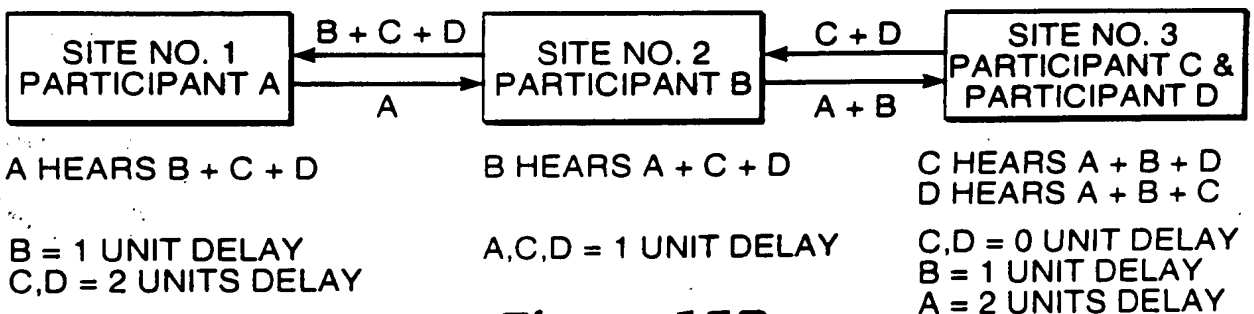 SITE NO. 1
PARTICIPANT A
B + C + D
A
SITE NO. 2
PARTICIPANT B
C + D
A + B
SITE NO. 3
PARTICIPANT C &
PARTICIPANT D
A HEARS B + C + D
B = 1 UNIT DELAY
C,D = 2 UNITS DELAY
B HEARS A + C + D
A,C,D = 1 UNIT DELAY
C HEARS A + B + D
D HEARS A + B + C
C,D = 0 UNIT DELAY
B = 1 UNIT DELAY
A = 2 UNITS DELAY